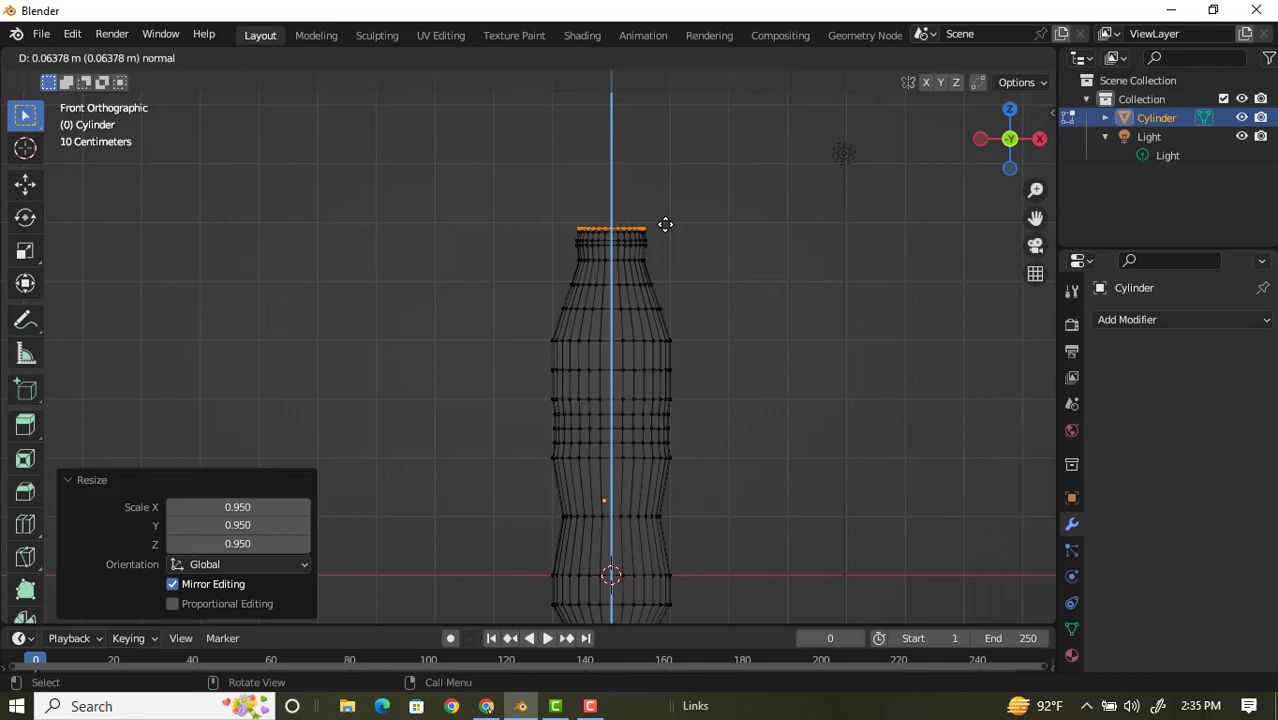 Blender
File Edit Render Window Help Layout Modeling Sculpting UV Editing Texture Paint Shading Animation Rendering Compositing Geometry Node Scene ViewLayer
D: 0.06378 m (0.06378 m) normal
X Y Z Options
Front Orthographic
(0) Cylinder
10 Centimeters
Z
-Y X
Scene Collection
Collection
Cylinder
Light
Light
Cylinder
Add Modifier
Resize
Scale X 0.950
Y 0.950
Z 0.950
Orientation Global
Mirror Editing
Proportional Editing
Playback Keying View Marker 0 Start 1 End 250
0 20 40 60 80 100 120 140 160 180 200 220 240
Select Rotate View Call Menu
Search Links 92°F 2:35 PM